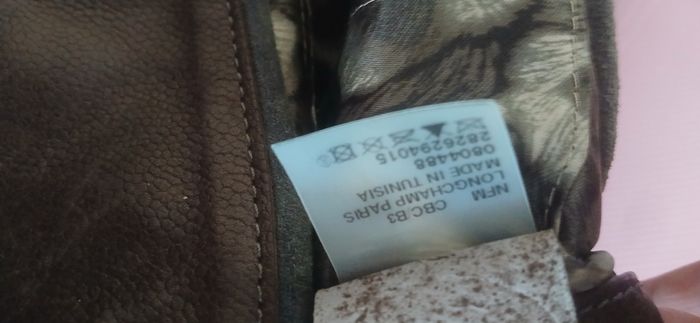 NFM CBC.B3
LONGCHAMP PARIS
MADE IN TUNISIA
0804488
2826294015